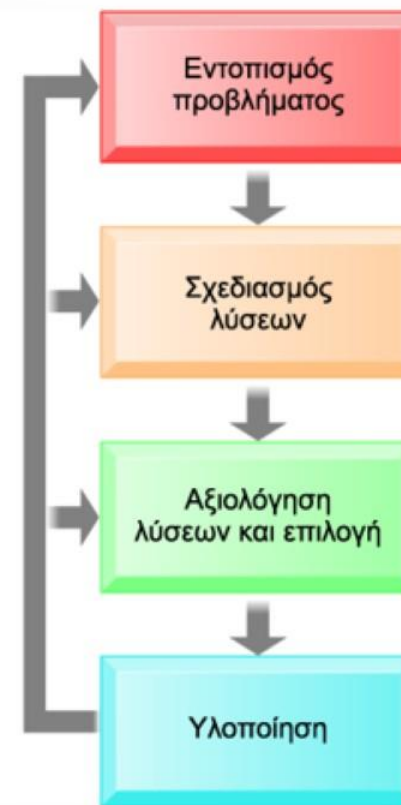 Εντοπισμός
προβλήματος
Σχεδιασμός
λύσεων
Αξιολόγηση
λύσεων και επιλογή
Υλοποίηση